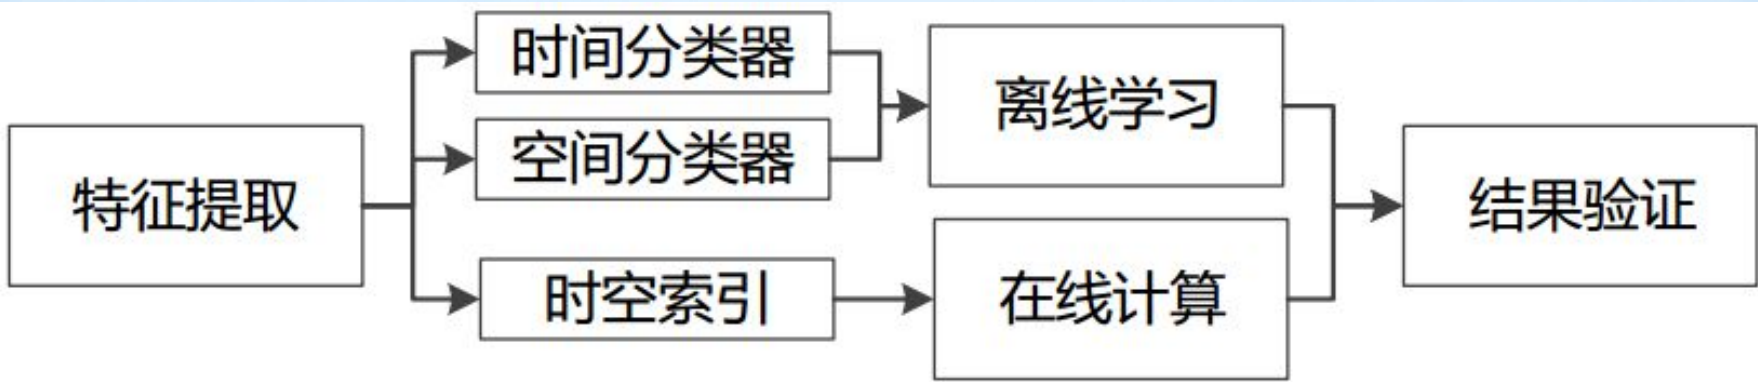 特征提取
时间分类器
空间分类器
时空索引
离线学习
在线计算
结果验证